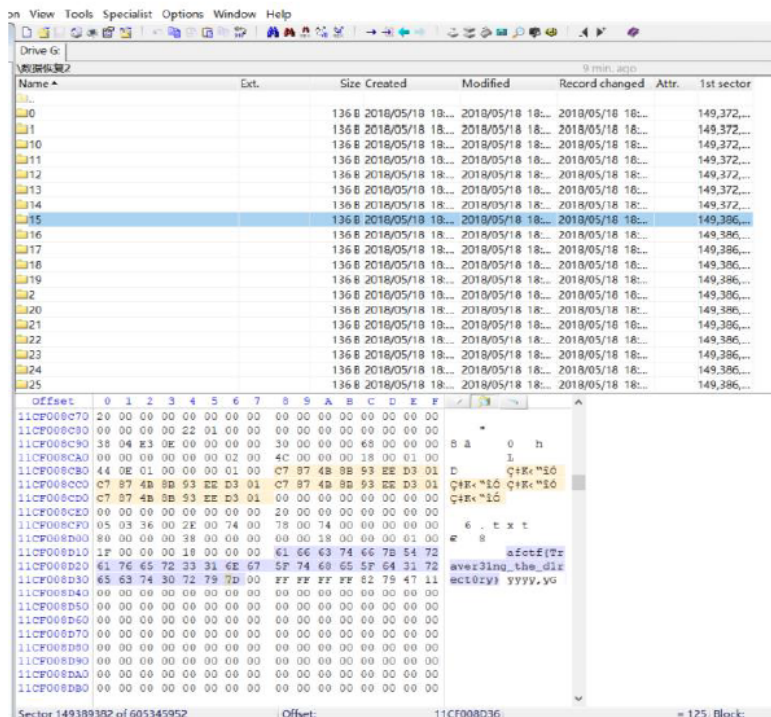 on View Tools Specialist Options Window Help
Drive G:
\数据恢复2 9 min. ago
Name Ext. Size Created Modified Record changed Attr. 1st sector
..
0 136 B 2018/05/18 18:... 2018/05/18 18:... 2018/05/18 18:... 149,372,...
1 136 B 2018/05/18 18:... 2018/05/18 18:... 2018/05/18 18:... 149,372,...
10 136 B 2018/05/18 18:... 2018/05/18 18:... 2018/05/18 18:... 149,372,...
11 136 B 2018/05/18 18:... 2018/05/18 18:... 2018/05/18 18:... 149,372,...
12 136 B 2018/05/18 18:... 2018/05/18 18:... 2018/05/18 18:... 149,372,...
13 136 B 2018/05/18 18:... 2018/05/18 18:... 2018/05/18 18:... 149,372,...
14 136 B 2018/05/18 18:... 2018/05/18 18:... 2018/05/18 18:... 149,372,...
15 136 B 2018/05/18 18:... 2018/05/18 18:... 2018/05/18 18:... 149,386,...
16 136 B 2018/05/18 18:... 2018/05/18 18:... 2018/05/18 18:... 149,386,...
17 136 B 2018/05/18 18:... 2018/05/18 18:... 2018/05/18 18:... 149,386,...
18 136 B 2018/05/18 18:... 2018/05/18 18:... 2018/05/18 18:... 149,386,...
19 136 B 2018/05/18 18:... 2018/05/18 18:... 2018/05/18 18:... 149,386,...
2 136 B 2018/05/18 18:... 2018/05/18 18:... 2018/05/18 18:... 149,386,...
20 136 B 2018/05/18 18:... 2018/05/18 18:... 2018/05/18 18:... 149,386,...
21 136 B 2018/05/18 18:... 2018/05/18 18:... 2018/05/18 18:... 149,386,...
22 136 B 2018/05/18 18:... 2018/05/18 18:... 2018/05/18 18:... 149,386,...
23 136 B 2018/05/18 18:... 2018/05/18 18:... 2018/05/18 18:... 149,386,...
24 136 B 2018/05/18 18:... 2018/05/18 18:... 2018/05/18 18:... 149,386,...
25 136 B 2018/05/18 18:... 2018/05/18 18:... 2018/05/18 18:... 149,386,...
Offset 0 1 2 3 4 5 6 7 8 9 A B C D E F
11CF008C70 20 00 00 00 00 00 00 00 00 00 00 00 00 00 00 00
11CF008C80 00 00 00 00 22 01 00 00 00 00 00 00 00 00 00 00 "
11CF008C90 38 04 E3 0E 00 00 00 00 30 00 00 00 68 00 00 00 8 ã 0 h
11CF008CA0 00 00 00 00 00 00 02 00 4C 00 00 00 18 00 01 00 L
11CF008CB0 44 0E 01 00 00 00 01 00 C7 87 4B 8B 93 EE D3 01 D Ç‡K‹“îÓ
11CF008CC0 C7 87 4B 8B 93 EE D3 01 C7 87 4B 8B 93 EE D3 01 Ç‡K‹“îÓ Ç‡K‹“îÓ
11CF008CD0 C7 87 4B 8B 93 EE D3 01 00 00 00 00 00 00 00 00 Ç‡K‹“îÓ
11CF008CE0 00 00 00 00 00 00 00 00 20 00 00 00 00 00 00 00
11CF008CF0 05 03 36 00 2E 00 74 00 78 00 74 00 00 00 00 00 6 . t x t
11CF008D00 80 00 00 00 38 00 00 00 00 00 18 00 00 00 01 00 € 8
11CF008D10 1F 00 00 00 18 00 00 00 61 66 63 74 66 7B 54 72 afctf{Tr
11CF008D20 61 76 65 72 33 31 6E 67 5F 74 68 65 5F 64 31 72 aver31ng_the_d1r
11CF008D30 65 63 74 30 72 79 7D 00 FF FF FF FF 82 79 47 11 ect0ry} ÿÿÿÿ‚yG
11CF008D40 00 00 00 00 00 00 00 00 00 00 00 00 00 00 00 00
11CF008D50 00 00 00 00 00 00 00 00 00 00 00 00 00 00 00 00
11CF008D60 00 00 00 00 00 00 00 00 00 00 00 00 00 00 00 00
11CF008D70 00 00 00 00 00 00 00 00 00 00 00 00 00 00 00 00
11CF008D80 00 00 00 00 00 00 00 00 00 00 00 00 00 00 00 00
11CF008D90 00 00 00 00 00 00 00 00 00 00 00 00 00 00 00 00
11CF008DA0 00 00 00 00 00 00 00 00 00 00 00 00 00 00 00 00
11CF008DB0 00 00 00 00 00 00 00 00 00 00 00 00 00 00 00 00
Sector 149389382 of 605345952 Offset: 11CF008D36 = 125 Block: